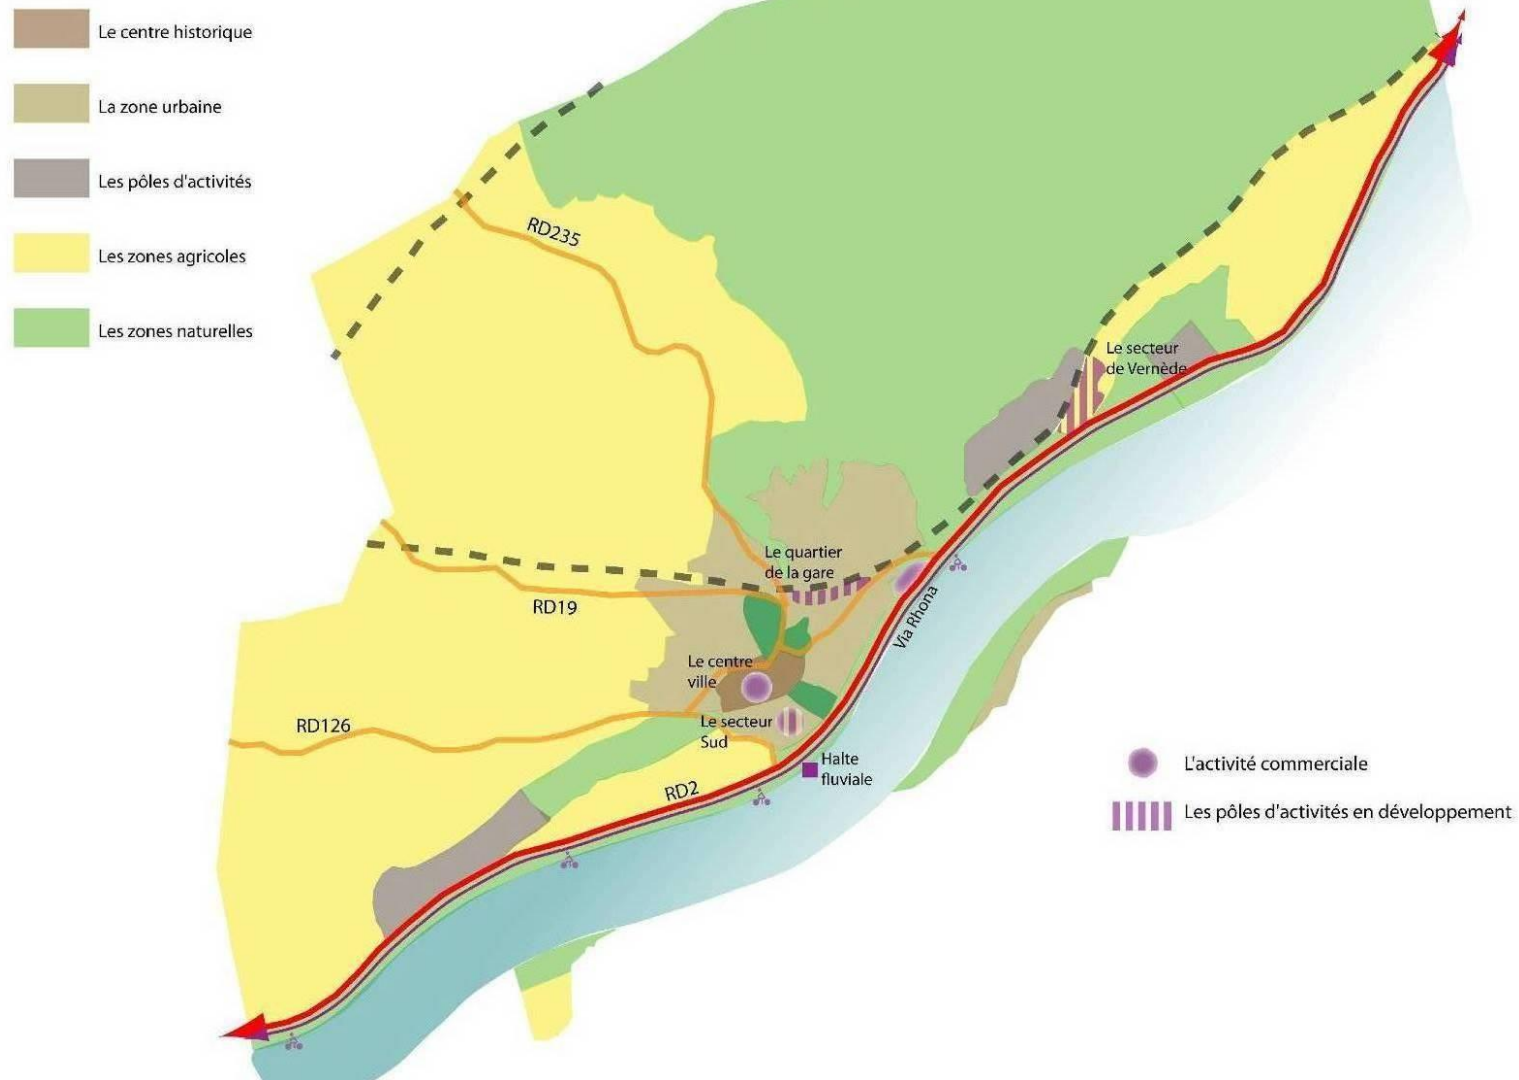 Le centre historique
La zone urbaine
Les pôles d'activités
Les zones agricoles
Les zones naturelles
RD235
Le secteur
de Vernède
Le quartier
de la gare
RD19
Via Rhona
Le centre
ville
RD126
Le secteur
Sud
Halte
fluviale
RD2
L'activité commerciale
Les pôles d'activités en développement